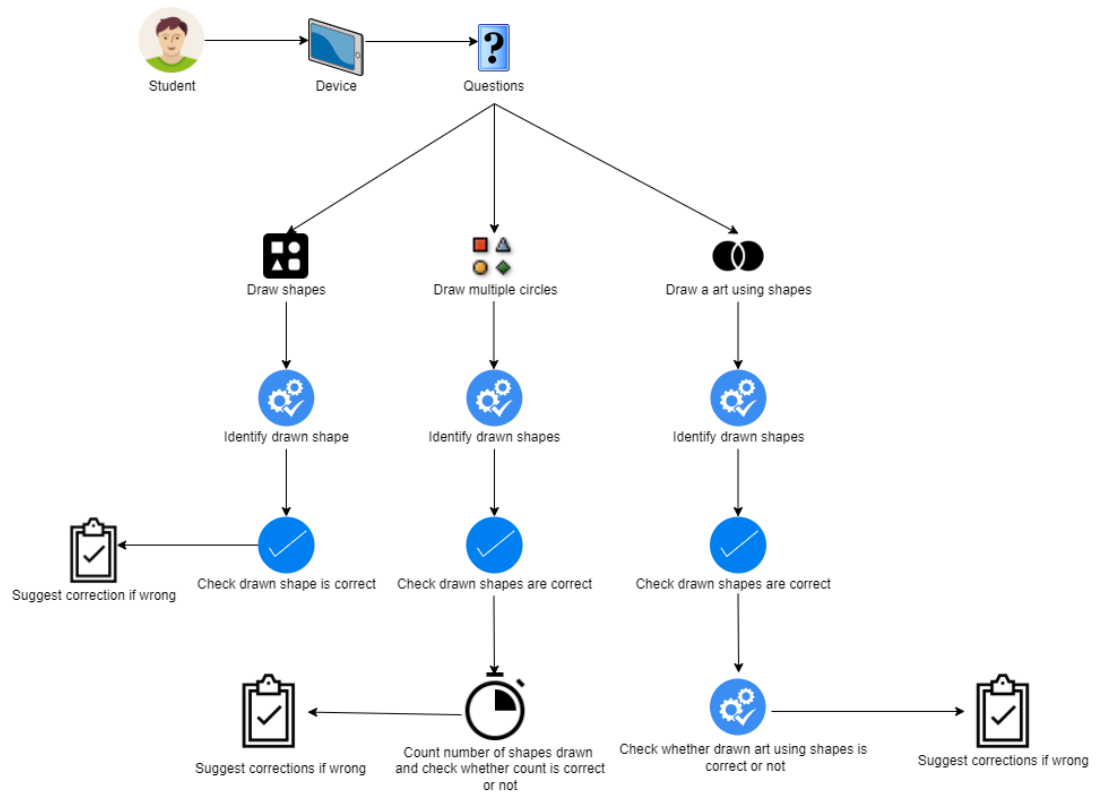 Student
Device
Questions
?
Draw shapes
Draw multiple circles
Draw a art using shapes
Identify drawn shape
Identify drawn shapes
Identify drawn shapes
Check drawn shape is correct
Check drawn shapes are correct
Check drawn shapes are correct
Suggest correction if wrong
Suggest corrections if wrong
Count number of shapes drawn
and check whether count is correct
or not
Check whether drawn art using shapes is
correct or not
Suggest corrections if wrong